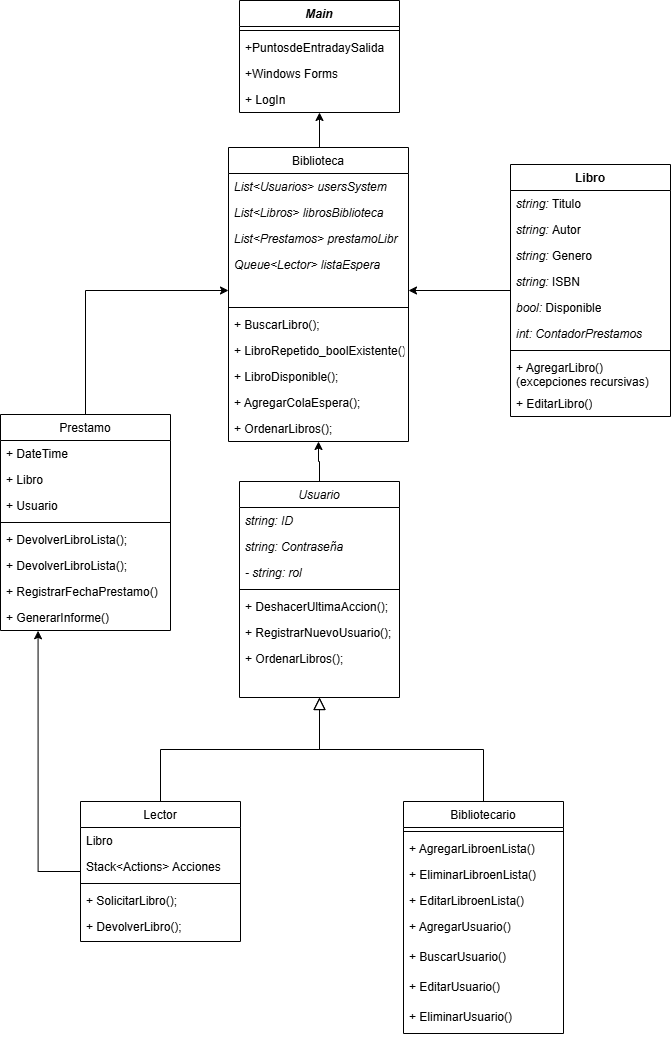 Main
+PuntosdeEntradaySalida
+Windows Forms
+ LogIn
Biblioteca
List<Usuarios> usersSystem
List<Libros> librosBiblioteca
List<Prestamos> prestamoLibr
Queue<Lector> listaEspera
+ BuscarLibro();
+ LibroRepetido_boolExistente()
+ LibroDisponible();
+ AgregarColaEspera();
+ OrdenarLibros();
Libro
string: Titulo
string: Autor
string: Genero
string: ISBN
bool: Disponible
int: ContadorPrestamos
+ AgregarLibro()
(excepciones recursivas)
+ EditarLibro()
Prestamo
+ DateTime
+ Libro
+ Usuario
+ DevolverLibroLista();
+ DevolverLibroLista();
+ RegistrarFechaPrestamo()
+ GenerarInforme()
Usuario
string: ID
string: Contraseña
- string: rol
+ DeshacerUltimaAccion();
+ RegistrarNuevoUsuario();
+ OrdenarLibros();
Lector
Libro
Stack<Actions> Acciones
+ SolicitarLibro();
+ DevolverLibro();
Bibliotecario
+ AgregarLibroenLista()
+ EliminarLibroenLista()
+ EditarLibroenLista()
+ AgregarUsuario()
+ BuscarUsuario()
+ EditarUsuario()
+ EliminarUsuario()